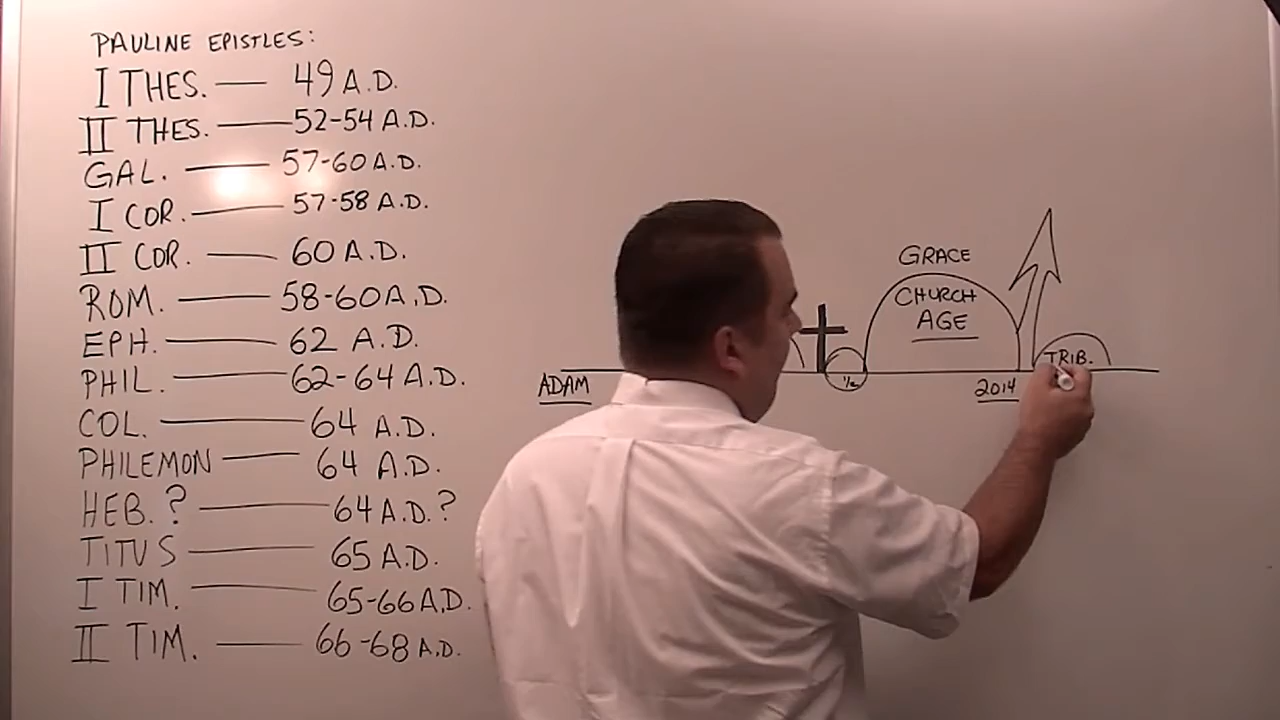 PAULINE EPISTLES:
I THES. — 49 A.D.
II THES. — 52-54 A.D.
GAL. — 57-60 A.D.
I COR. — 57-58 A.D.
II COR. — 60 A.D.
ROM. — 58-60 A.D.
EPH. — 62 A.D.
PHIL. — 62-64 A.D.
COL. — 64 A.D.
PHILEMON — 64 A.D.
HEB. ? — 64 A.D.?
TITUS — 65 A.D.
I TIM. — 65-66 A.D.
II TIM. — 66-68 A.D.
GRACE
CHURCH
AGE
TRIB.
ADAM
½
2014